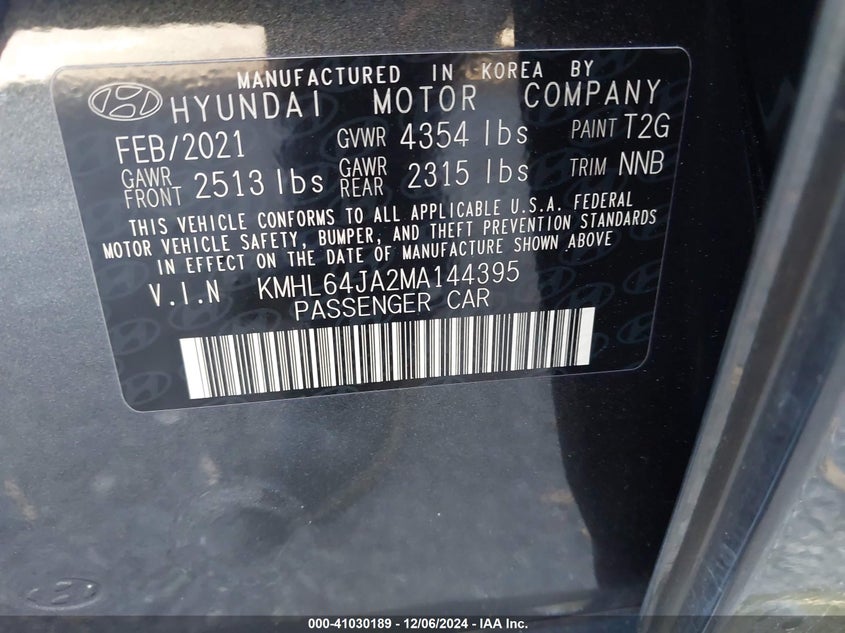 MANUFACTURED IN KOREA BY
HYUNDAI MOTOR COMPANY
FEB/2021 GVWR 4354 lbs PAINT T2G
GAWR FRONT 2513 lbs GAWR REAR 2315 lbs TRIM NNB
THIS VEHICLE CONFORMS TO ALL APPLICABLE U.S.A. FEDERAL
MOTOR VEHICLE SAFETY, BUMPER, AND THEFT PREVENTION STANDARDS
IN EFFECT ON THE DATE OF MANUFACTURE SHOWN ABOVE
V.I.N KMHL64JA2MA144395
PASSENGER CAR
000-41030189 - 12/06/2024 - IAA Inc.